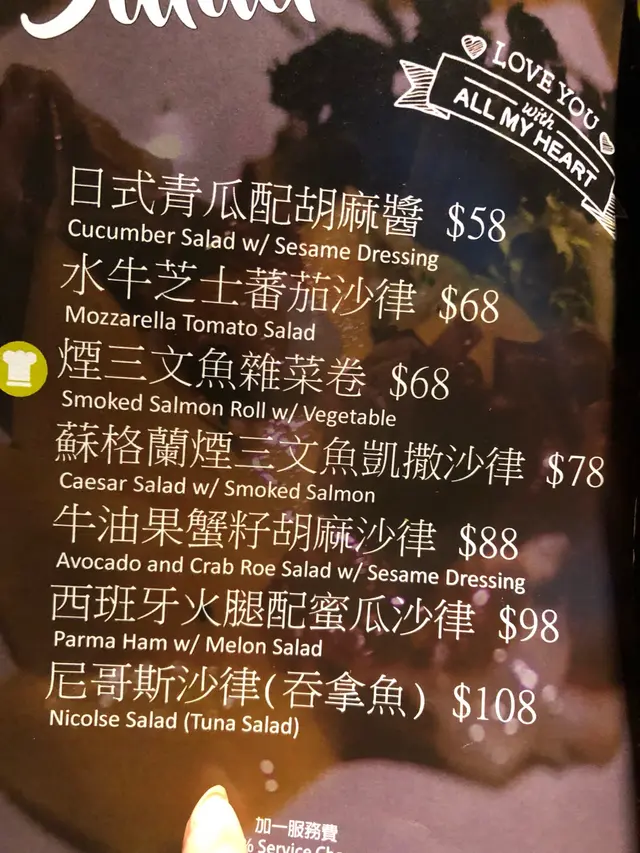 Salad
LOVE YOU
with
ALL MY HEART
日式青瓜配胡麻醬 $58
Cucumber Salad w/ Sesame Dressing
水牛芝士蕃茄沙律 $68
Mozzarella Tomato Salad
煙三文魚雜菜卷 $68
Smoked Salmon Roll w/ Vegetable
蘇格蘭煙三文魚凱撒沙律 $78
Caesar Salad w/ Smoked Salmon
牛油果蟹籽胡麻沙律 $88
Avocado and Crab Roe Salad w/ Sesame Dressing
西班牙火腿配蜜瓜沙律 $98
Parma Ham w/ Melon Salad
尼哥斯沙律(吞拿魚) $108
Nicolse Salad (Tuna Salad)
加一服務費
% Service